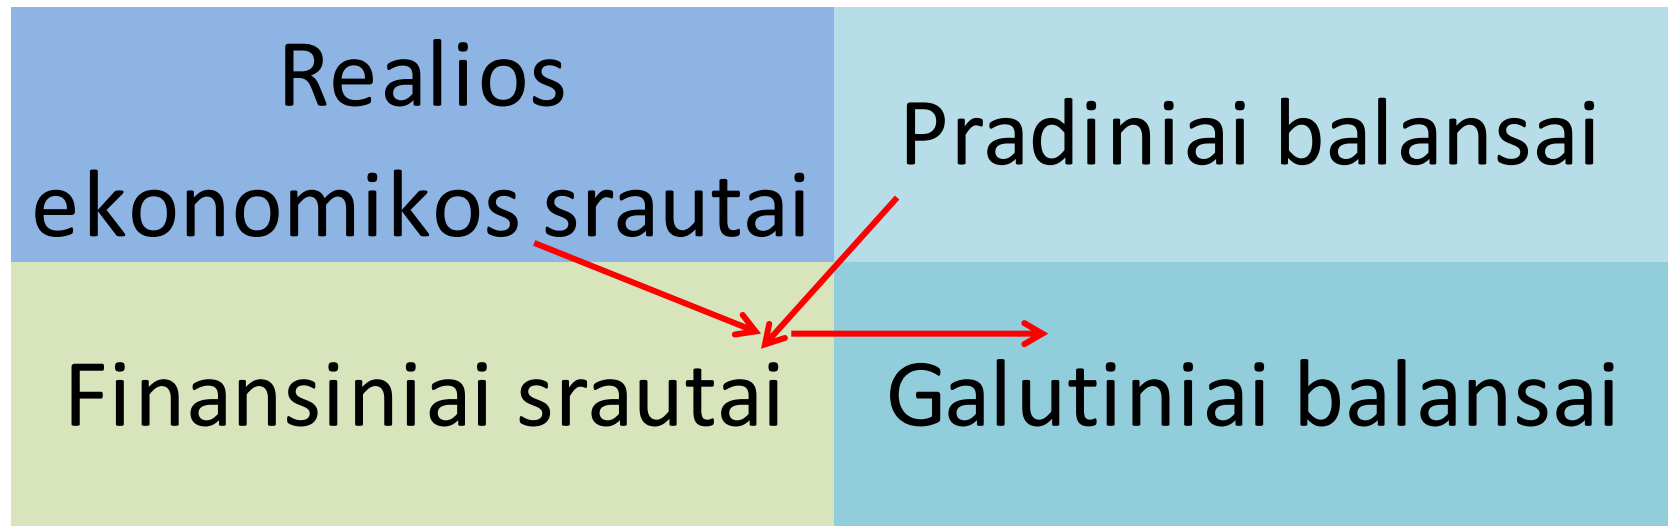 Realios
ekonomikos srautai
Pradiniai balansai
Finansiniai srautai
Galutiniai balansai